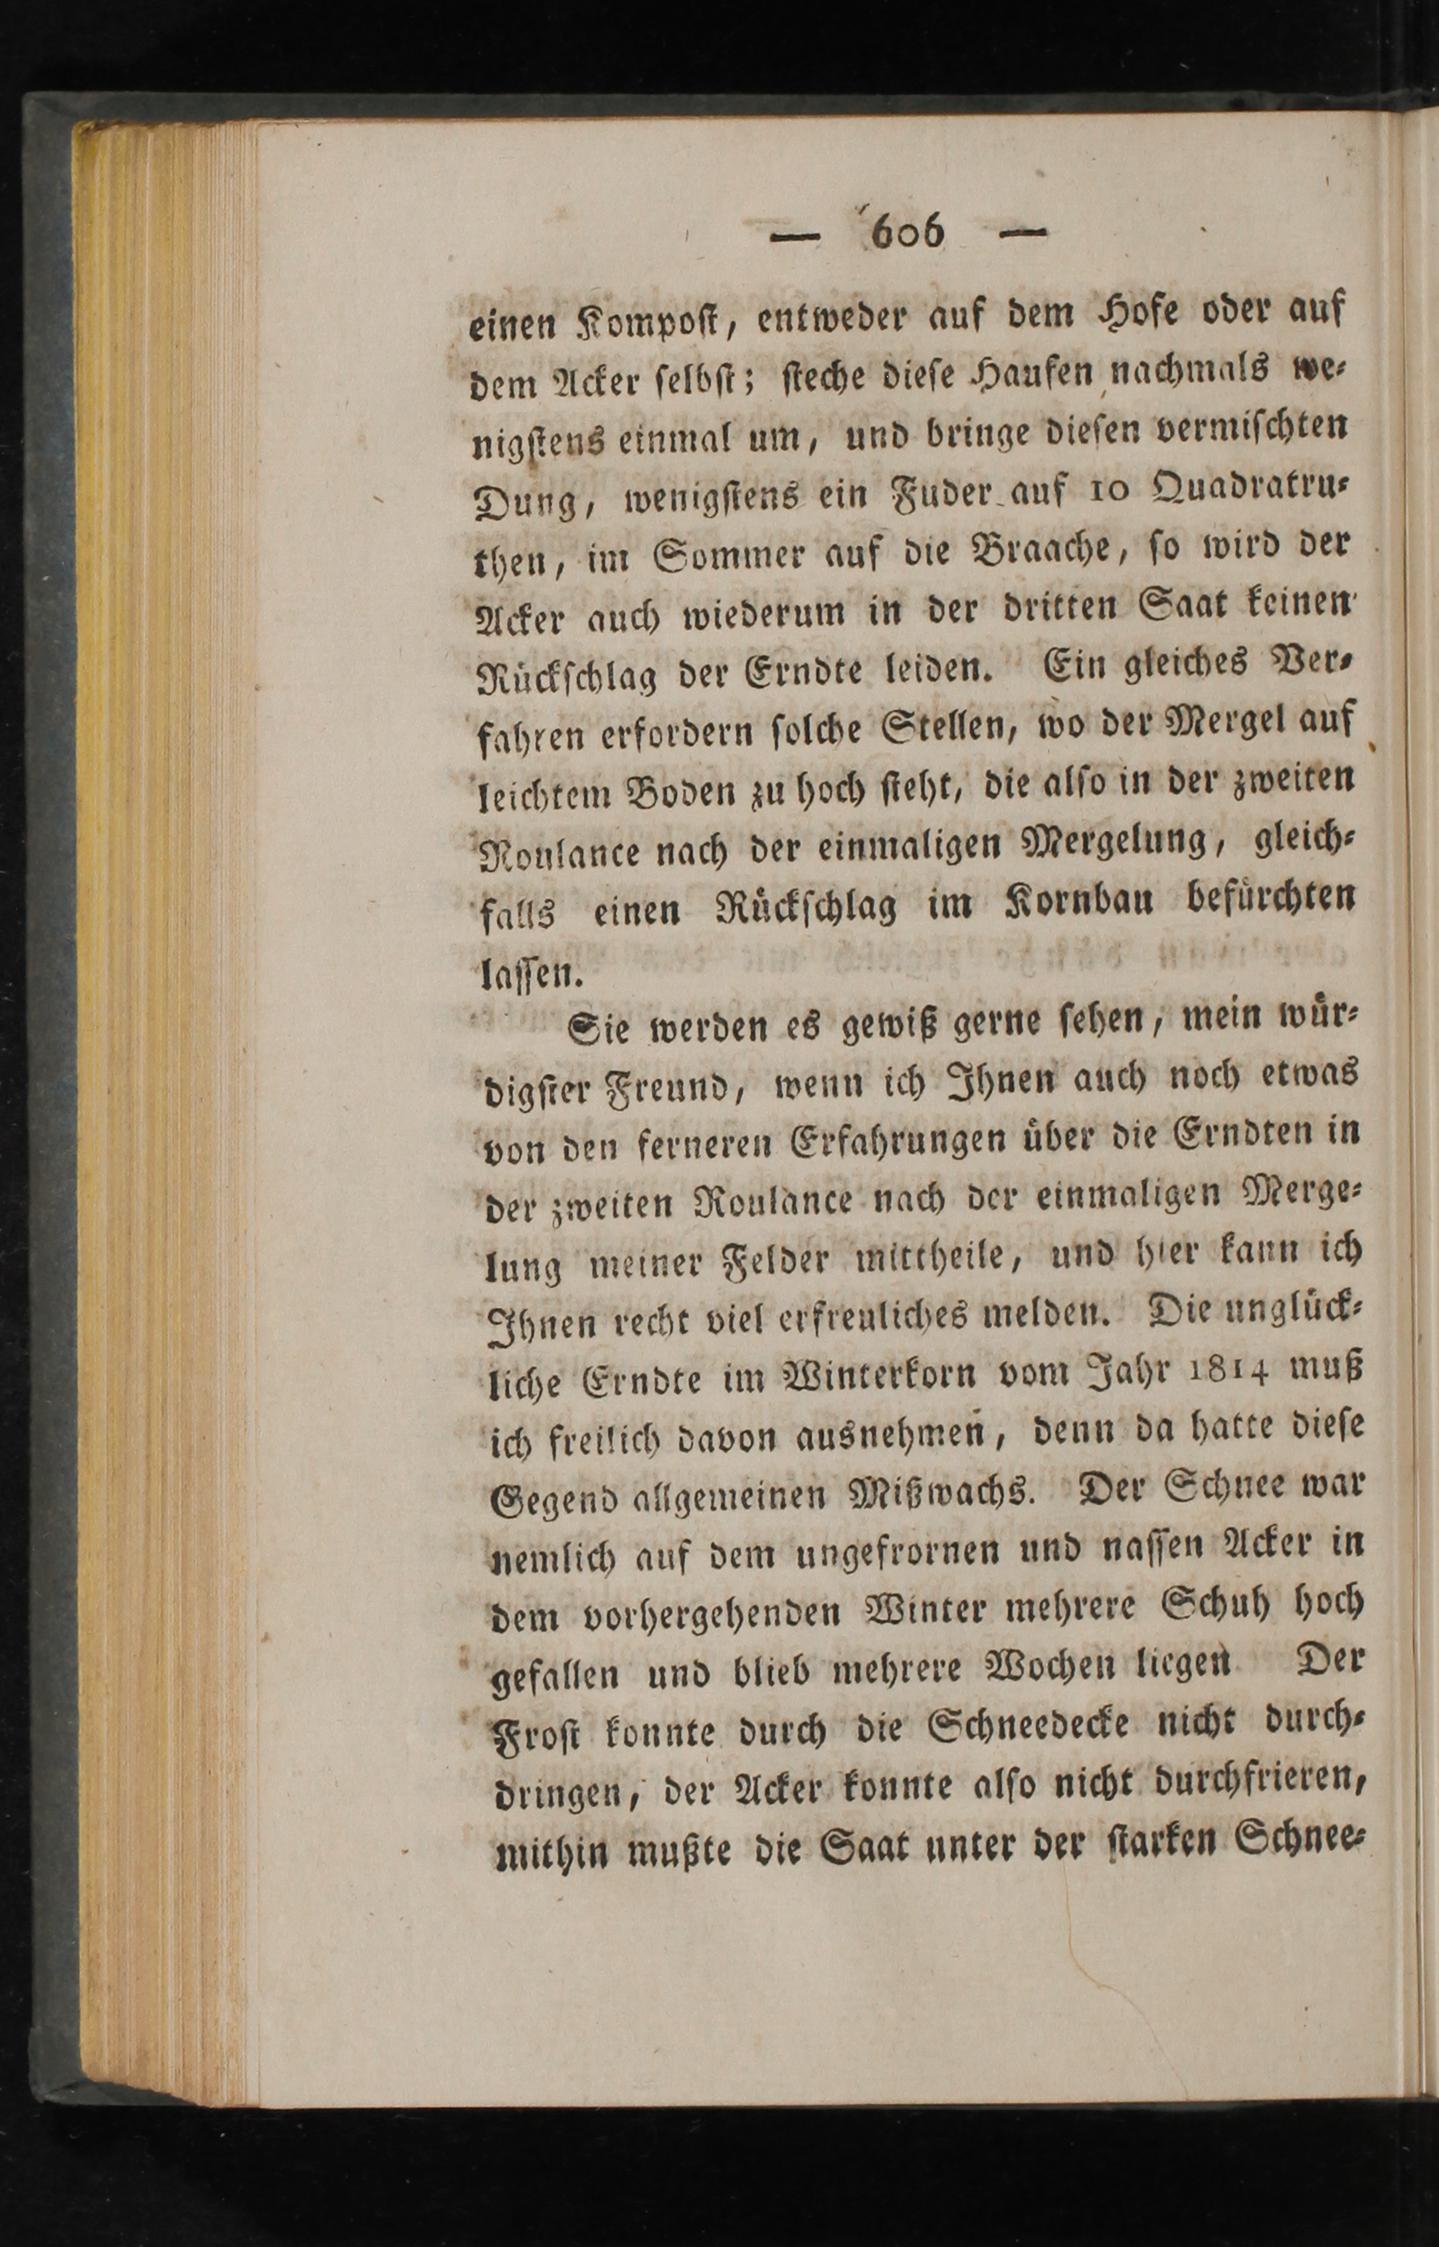 — 606 —
einen Kompoſt, entweder auf dem Hofe oder auf
dem Acker ſelbſt; ſteche dieſe Haufen nachmals we⸗
nigſtens einmal um, und bringe dieſen vermiſchten
Dung, wenigſtens ein Fuder auf 10 Quadratru⸗
then, im Sommer auf die Braache, ſo wird der
Acker auch wiederum in der dritten Saat keinen
Rückſchlag der Erndte leiden. Ein gleiches Ver⸗
fahren erfordern ſolche Stellen, wo der Mergel auf
leichtem Boden zu hoch ſteht, die alſo in der zweiten
Roulance nach der einmaligen Mergelung, gleich⸗
falls einen Rückſchlag im Kornbau befürchten
laſſen.
Sie werden es gewiß gerne ſehen, mein wür⸗
digſter Freund, wenn ich Ihnen auch noch etwas
von den ferneren Erfahrungen über die Erndten in
der zweiten Roulance nach der einmaligen Merge⸗
lung meiner Felder mittheile, und hier kann ich
Ihnen recht viel erfreuliches melden. Die unglück⸗
liche Erndte im Winterkorn vom Jahr 1814 muß
ich freilich davon ausnehmen, denn da hatte dieſe
Gegend allgemeinen Mißwachs. Der Schnee war
nemlich auf dem ungefrornen und naſſen Acker in
dem vorhergehenden Winter mehrere Schuh hoch
gefallen und blieb mehrere Wochen liegen Der
Froſt konnte durch die Schneedecke nicht durch⸗
dringen, der Acker konnte alſo nicht durchfrieren,
mithin mußte die Saat unter der ſtarken Schnee⸗